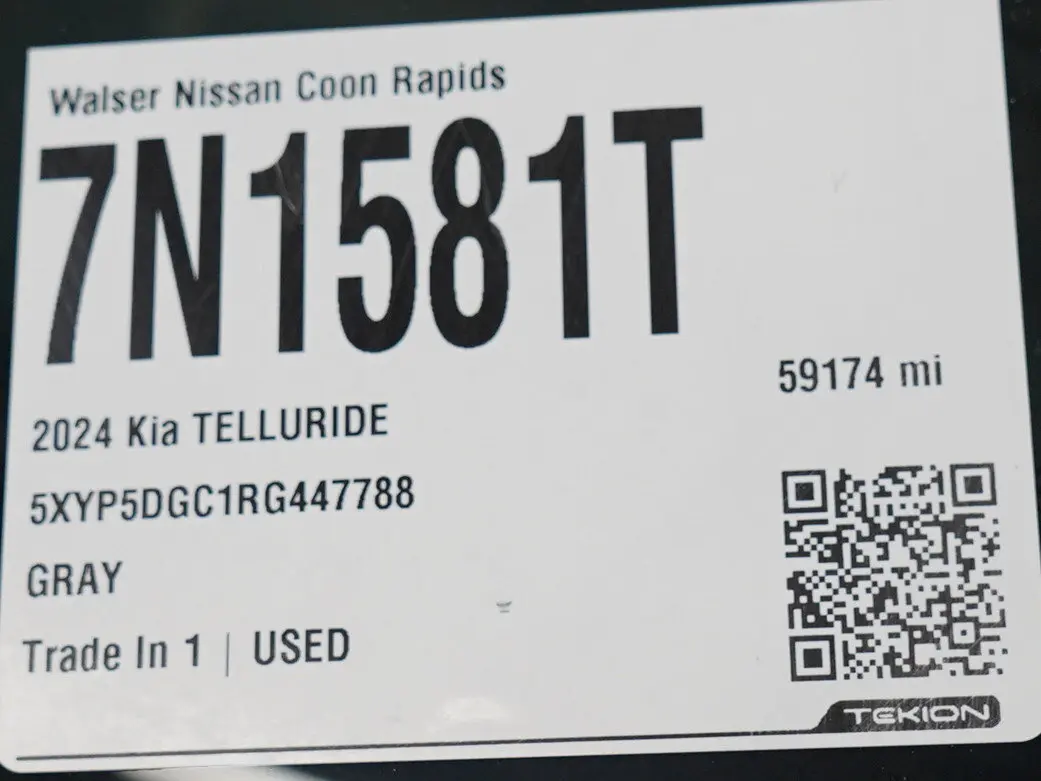 Walser Nissan Coon Rapids
7N1581T
59174 mi
2024 Kia TELLURIDE
5XYP5DGC1RG447788
GRAY
Trade In 1 | USED
TEKION